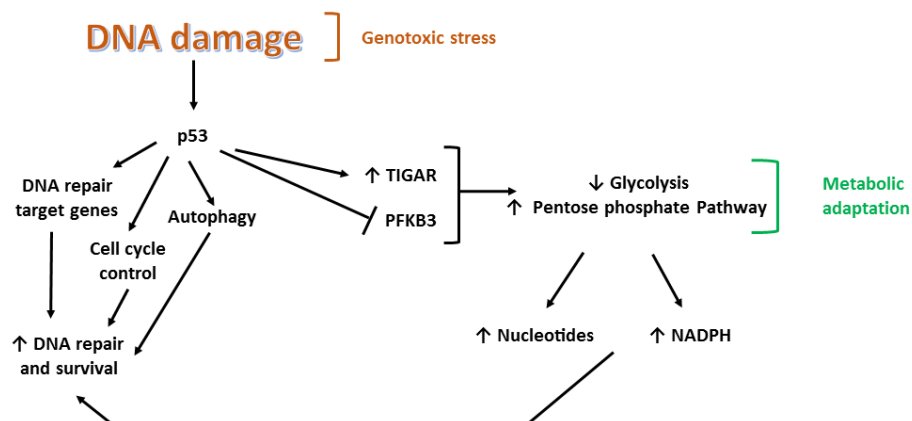 DNA damage
Genotoxic stress
p53
DNA repair
target genes
Cell cycle
control
Autophagy
↑ TIGAR
PFKB3
↓ Glycolysis
↑ Pentose phosphate Pathway
Metabolic
adaptation
↑ DNA repair
and survival
↑ Nucleotides
↑ NADPH